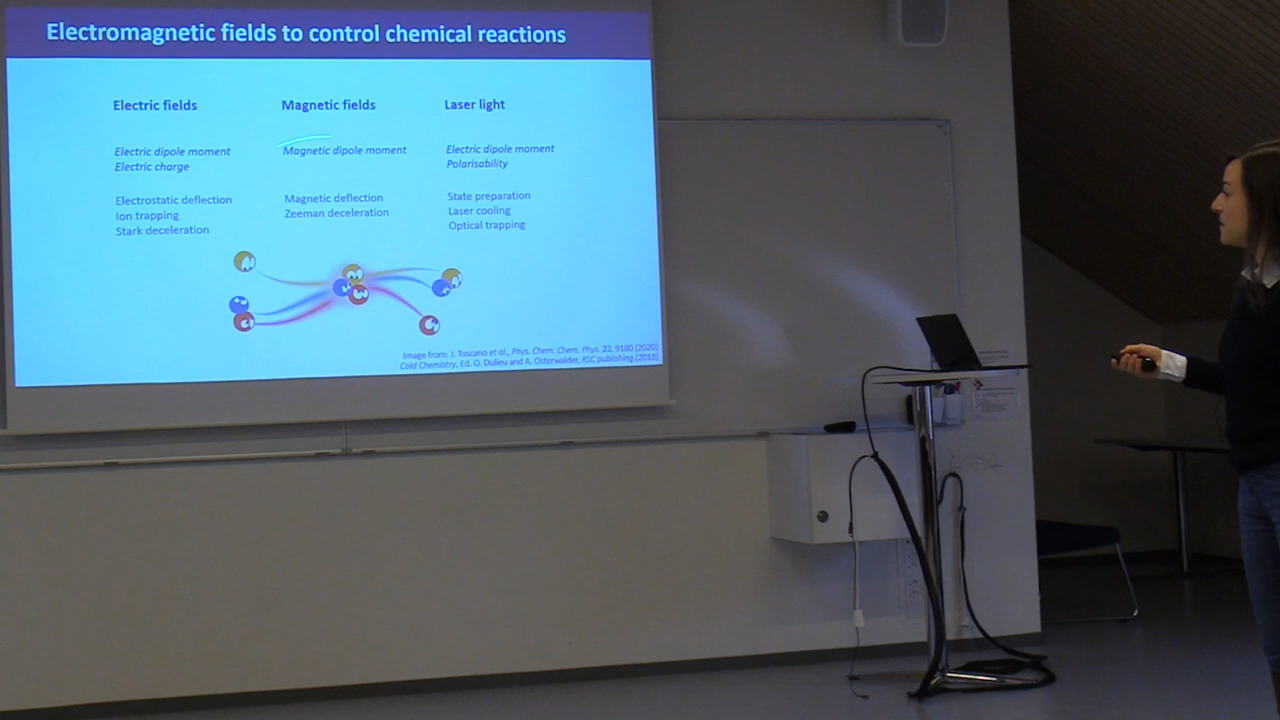 Electromagnetic fields to control chemical reactions
Electric fields
Electric dipole moment
Electric charge
Electrostatic deflection
Ion trapping
Stark deceleration
Magnetic fields
Magnetic dipole moment
Magnetic deflection
Zeeman deceleration
Laser light
Electric dipole moment
Polarisability
State preparation
Laser cooling
Optical trapping
Image from: J. Toscano et al., Phys. Chem. Chem. Phys. 22, 9180 (2020)
Cold Chemistry, Ed. O. Dulieu and A. Osterwalder, RSC publishing (2018)